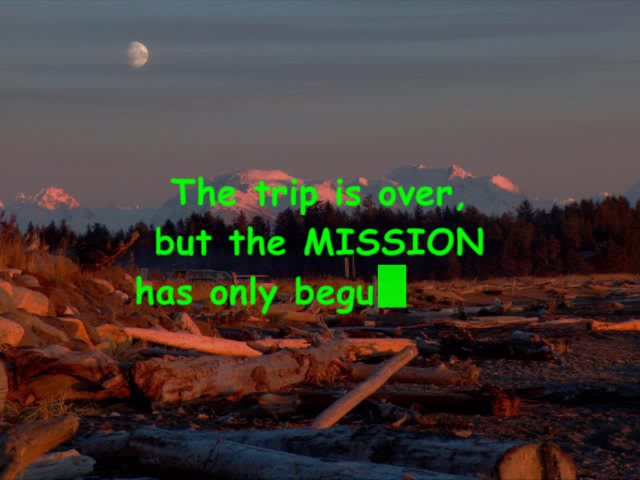 The trip is over,
but the MISSION
has only begu